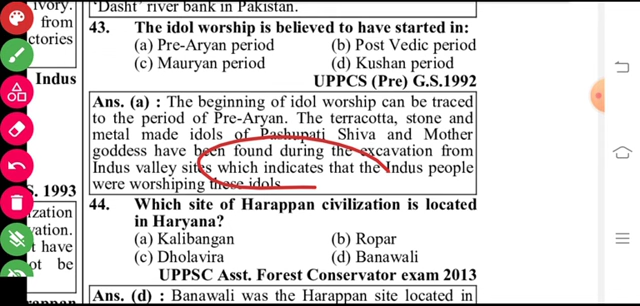 ivory.
from
ctories
Indus
S. 1993
ization
vation.
t have
ot be
'Dasht' river bank in Pakistan.
43. The idol worship is believed to have started in:
(a) Pre-Aryan period (b) Post Vedic period
(c) Mauryan period (d) Kushan period
UPPCS (Pre) G.S.1992
Ans. (a) : The beginning of idol worship can be traced
to the period of Pre-Aryan. The terracotta, stone and
metal made idols of Pashupati Shiva and Mother
goddess have been found during the excavation from
Indus valley sites which indicates that the Indus people
were worshiping these idols
44. Which site of Harappan civilization is located
in Haryana?
(a) Kalibangan (b) Ropar
(c) Dholavira (d) Banawali
UPPSC Asst. Forest Conservator exam 2013
Ans. (d) : Banawali was the Harappan site located in